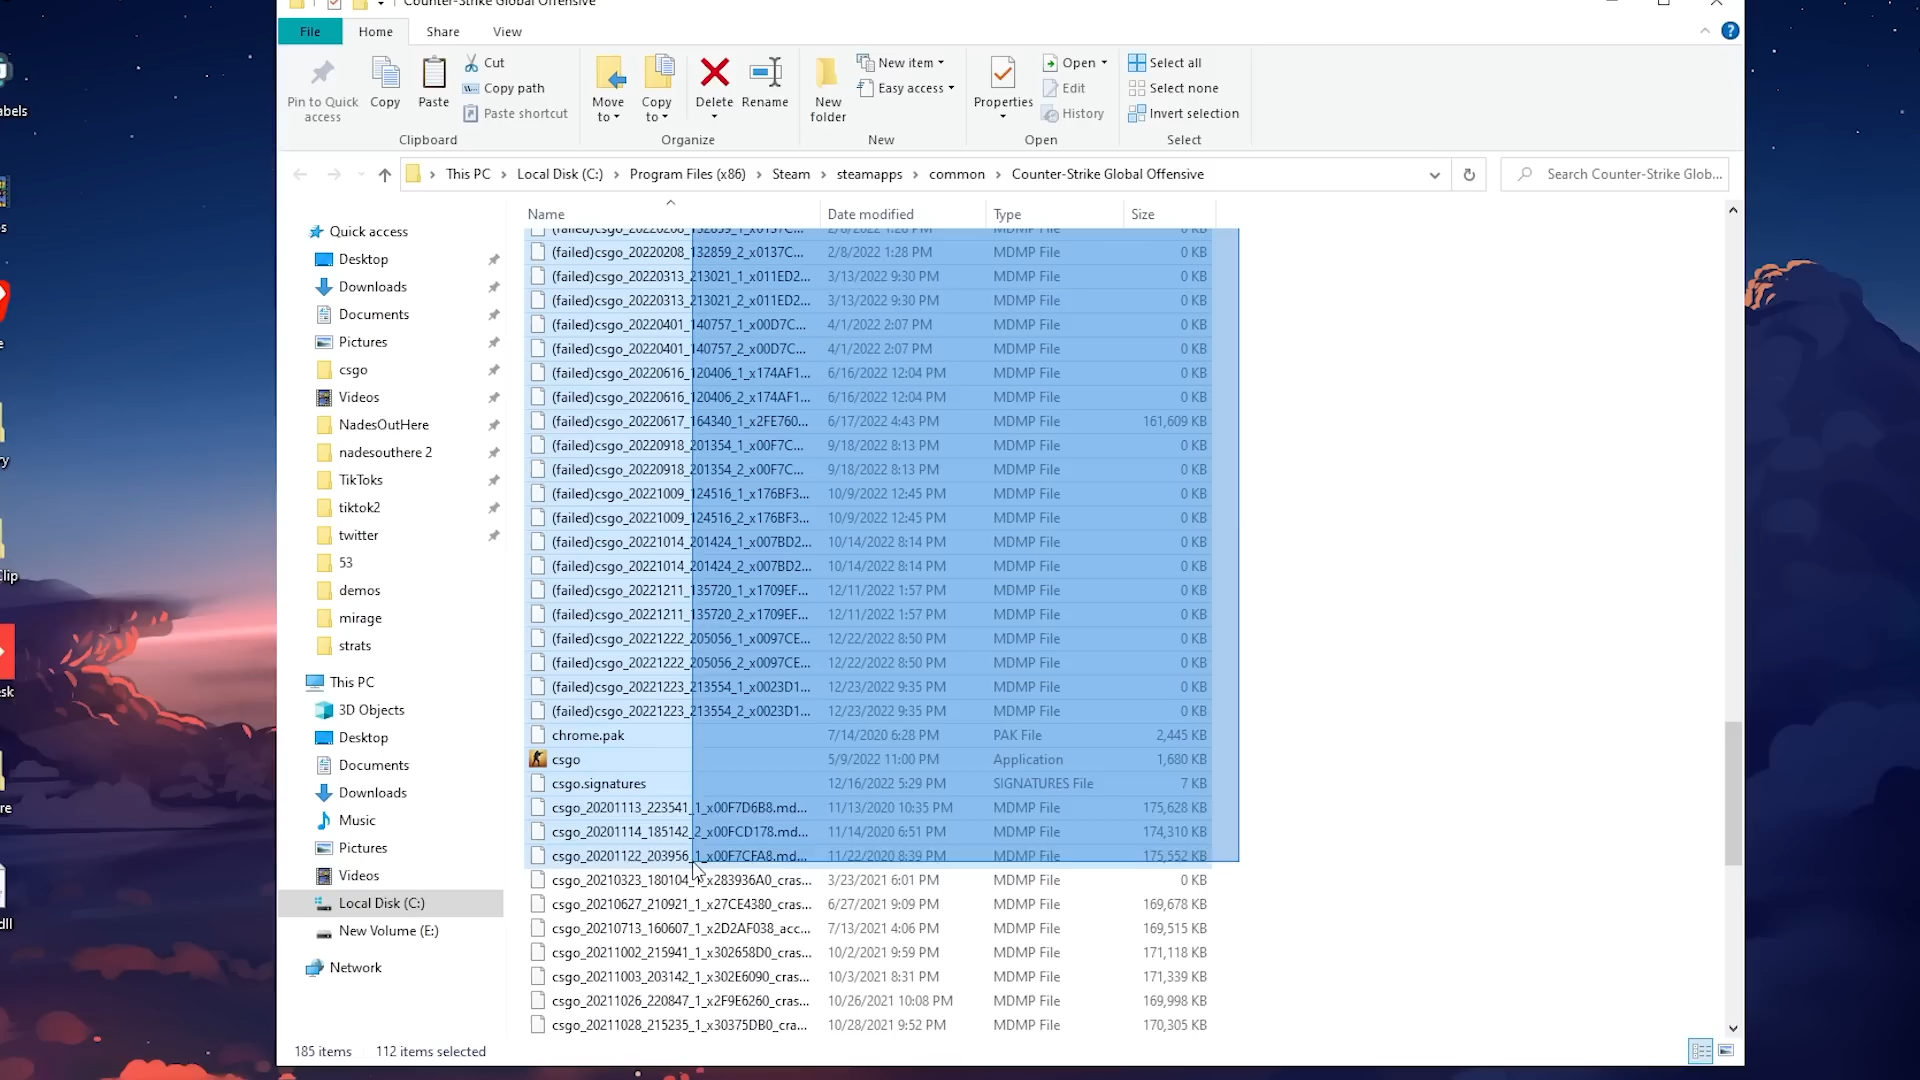 Counter-Strike Global Offensive
File Home Share View
Pin to Quick access
Copy
Paste
Cut
Copy path
Paste shortcut
Clipboard
Move to
Copy to
Delete
Rename
Organize
New folder
New item
Easy access
New
Properties
Open
Edit
History
Open
Select all
Select none
Invert selection
Select
This PC Local Disk (C:) Program Files (x86) Steam steamapps common Counter-Strike Global Offensive
Search Counter-Strike Glob...
Quick access
Desktop
Downloads
Documents
Pictures
csgo
Videos
NadesOutHere
nadesouthere 2
TikToks
tiktok2
twitter
53
demos
mirage
strats
This PC
3D Objects
Desktop
Documents
Downloads
Music
Pictures
Videos
Local Disk (C:)
New Volume (E:)
Network
Name Date modified Type Size
(failed)csgo_20220208_132859_1_x0137C... 2/8/2022 1:28 PM MDMP File 0 KB
(failed)csgo_20220208_132859_2_x0137C... 2/8/2022 1:28 PM MDMP File 0 KB
(failed)csgo_20220313_213021_1_x011ED2... 3/13/2022 9:30 PM MDMP File 0 KB
(failed)csgo_20220313_213021_2_x011ED2... 3/13/2022 9:30 PM MDMP File 0 KB
(failed)csgo_20220401_140757_1_x00D7C... 4/1/2022 2:07 PM MDMP File 0 KB
(failed)csgo_20220401_140757_2_x00D7C... 4/1/2022 2:07 PM MDMP File 0 KB
(failed)csgo_20220616_120406_1_x174AF1... 6/16/2022 12:04 PM MDMP File 0 KB
(failed)csgo_20220616_120406_2_x174AF1... 6/16/2022 12:04 PM MDMP File 0 KB
(failed)csgo_20220617_164340_1_x2FE760... 6/17/2022 4:43 PM MDMP File 161,609 KB
(failed)csgo_20220918_201354_1_x00F7C... 9/18/2022 8:13 PM MDMP File 0 KB
(failed)csgo_20220918_201354_2_x00F7C... 9/18/2022 8:13 PM MDMP File 0 KB
(failed)csgo_20221009_124516_1_x176BF3... 10/9/2022 12:45 PM MDMP File 0 KB
(failed)csgo_20221009_124516_2_x176BF3... 10/9/2022 12:45 PM MDMP File 0 KB
(failed)csgo_20221014_201424_1_x007BD2... 10/14/2022 8:14 PM MDMP File 0 KB
(failed)csgo_20221014_201424_2_x007BD2... 10/14/2022 8:14 PM MDMP File 0 KB
(failed)csgo_20221211_135720_1_x1709EF... 12/11/2022 1:57 PM MDMP File 0 KB
(failed)csgo_20221211_135720_2_x1709EF... 12/11/2022 1:57 PM MDMP File 0 KB
(failed)csgo_20221222_205056_1_x0097CE... 12/22/2022 8:50 PM MDMP File 0 KB
(failed)csgo_20221222_205056_2_x0097CE... 12/22/2022 8:50 PM MDMP File 0 KB
(failed)csgo_20221223_213554_1_x0023D1... 12/23/2022 9:35 PM MDMP File 0 KB
(failed)csgo_20221223_213554_2_x0023D1... 12/23/2022 9:35 PM MDMP File 0 KB
chrome.pak 7/14/2020 6:28 PM PAK File 2,445 KB
csgo 5/9/2022 11:00 PM Application 1,680 KB
csgo.signatures 12/16/2022 5:29 PM SIGNATURES File 7 KB
csgo_20201113_223541_1_x00F7D6B8.md... 11/13/2020 10:35 PM MDMP File 175,628 KB
csgo_20201114_185142_2_x00FCD178.md... 11/14/2020 6:51 PM MDMP File 174,310 KB
csgo_20201122_203956_1_x00F7CFA8.md... 11/22/2020 8:39 PM MDMP File 175,552 KB
csgo_20210323_180104_1_x283936A0_cras... 3/23/2021 6:01 PM MDMP File 0 KB
csgo_20210627_210921_1_x27CE4380_cras... 6/27/2021 9:09 PM MDMP File 169,678 KB
csgo_20210713_160607_1_x2D2AF038_acc... 7/13/2021 4:06 PM MDMP File 169,515 KB
csgo_20211002_215941_1_x302658D0_cras... 10/2/2021 9:59 PM MDMP File 171,118 KB
csgo_20211003_203142_1_x302E6090_cras... 10/3/2021 8:31 PM MDMP File 171,339 KB
csgo_20211026_220847_1_x2F9E6260_cras... 10/26/2021 10:08 PM MDMP File 169,998 KB
csgo_20211028_215235_1_x30375DB0_cra... 10/28/2021 9:52 PM MDMP File 170,305 KB
185 items 112 items selected